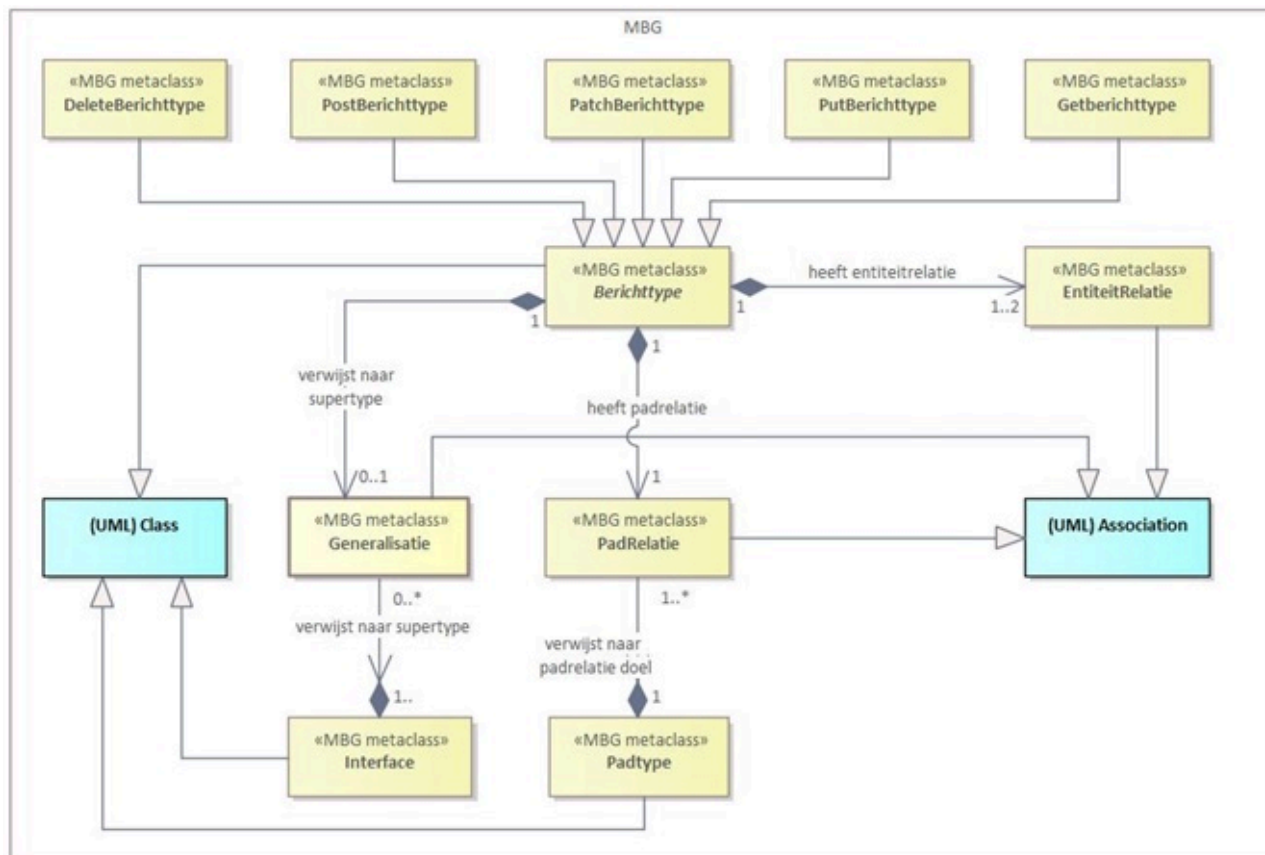 MBG
«MBG metaclass»
DeleteBerichttype
«MBG metaclass»
PostBerichttype
«MBG metaclass»
PatchBerichttype
«MBG metaclass»
PutBerichttype
«MBG metaclass»
Getberichttype
«MBG metaclass»
Berichttype
1
1
1
heeft entiteitrelatie
1..2
«MBG metaclass»
EntiteitRelatie
verwijst naar
supertype
0..1
heeft padrelatie
1
(UML) Class
«MBG metaclass»
Generalisatie
«MBG metaclass»
PadRelatie
(UML) Association
0..*
verwijst naar supertype
1..
1..*
verwijst naar
padrelatie doel
1
«MBG metaclass»
Interface
«MBG metaclass»
Padtype